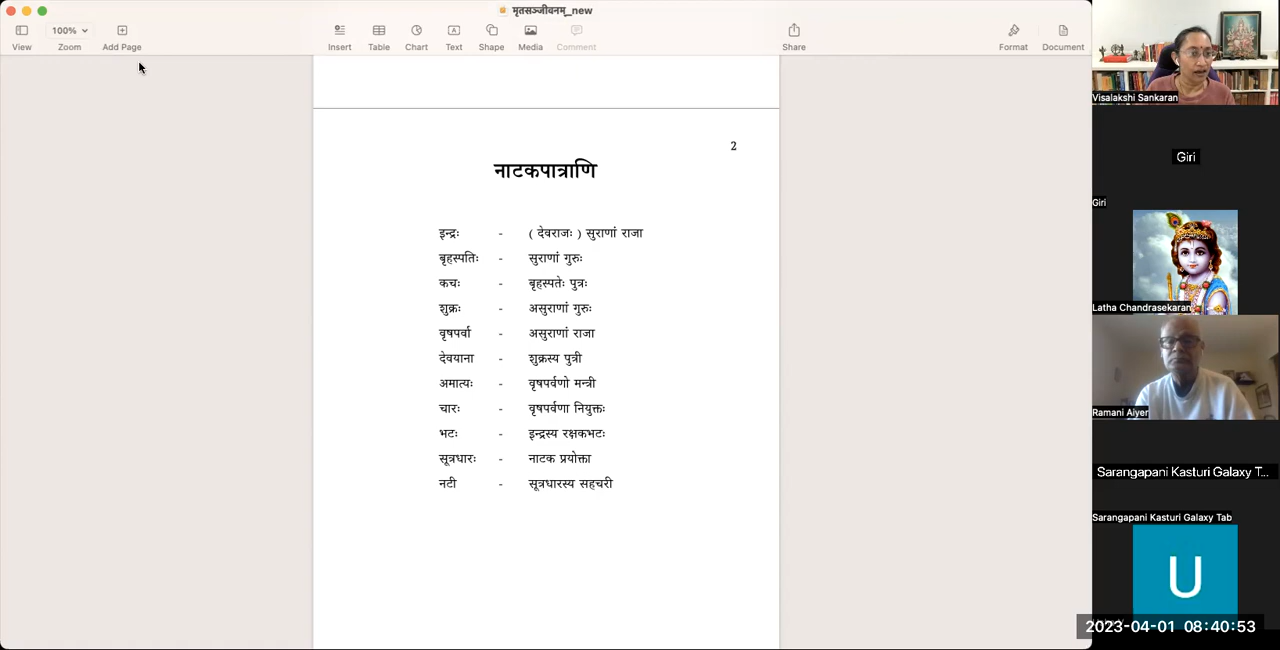 मृतसञ्जीवनम्_new
100%
View
Zoom
Add Page
Insert
Table
Chart
Text
Shape
Media
Comment
Share
Format
Document
2
नाटकपात्राणि
इन्द्रः - ( देवराजः ) सुराणां राजा
बृहस्पतिः - सुराणां गुरुः
कचः - बृहस्पतेः पुत्रः
शुक्रः - असुराणां गुरुः
वृषपर्वा - असुराणां राजा
देवयाना - शुक्रस्य पुत्री
अमात्यः - वृषपर्वणो मन्त्री
चारः - वृषपर्वणा नियुक्तः
भटः - इन्द्रस्य रक्षकभटः
सूत्रधारः - नाटक प्रयोक्ता
नटी - सूत्रधारस्य सहचरी
Visalakshi Sankaran
Giri
Giri
Latha Chandrasekaran
Ramani Aiyer
Sarangapani Kasturi Galaxy T...
Sarangapani Kasturi Galaxy Tab
U
2023-04-01 08:40:53